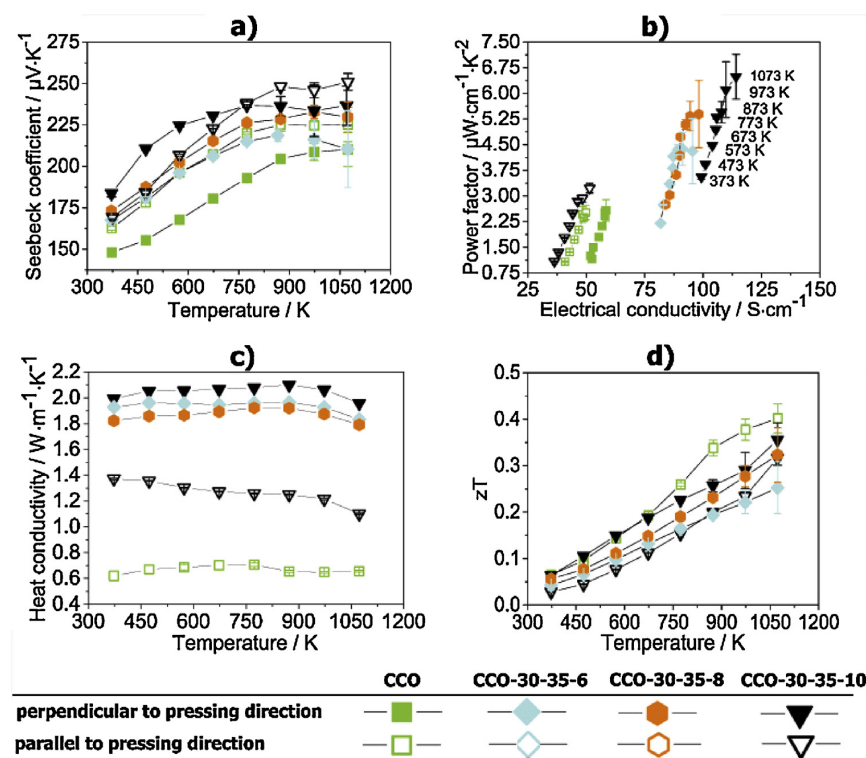 a)
275
250
225
200
175
150
Seebeck coefficient / µV·K⁻¹
300 450 600 750 900 1050 1200
Temperature / K
b)
7.50
6.75
6.00
5.25
4.50
3.75
3.00
2.25
1.50
0.75
Power factor / µW·cm⁻¹·K⁻²
1073 K
973 K
873 K
773 K
673 K
573 K
473 K
373 K
25 50 75 100 125 150
Electrical conductivity / S·cm⁻¹
c)
2.2
2.0
1.8
1.6
1.4
1.2
1.0
0.8
0.6
0.4
Heat conductivity / W·m⁻¹·K⁻¹
300 450 600 750 900 1050 1200
Temperature / K
d)
0.5
0.4
0.3
0.2
0.1
0.0
zT
300 450 600 750 900 1050 1200
Temperature / K
CCO CCO-30-35-6 CCO-30-35-8 CCO-30-35-10
perpendicular to pressing direction
parallel to pressing direction